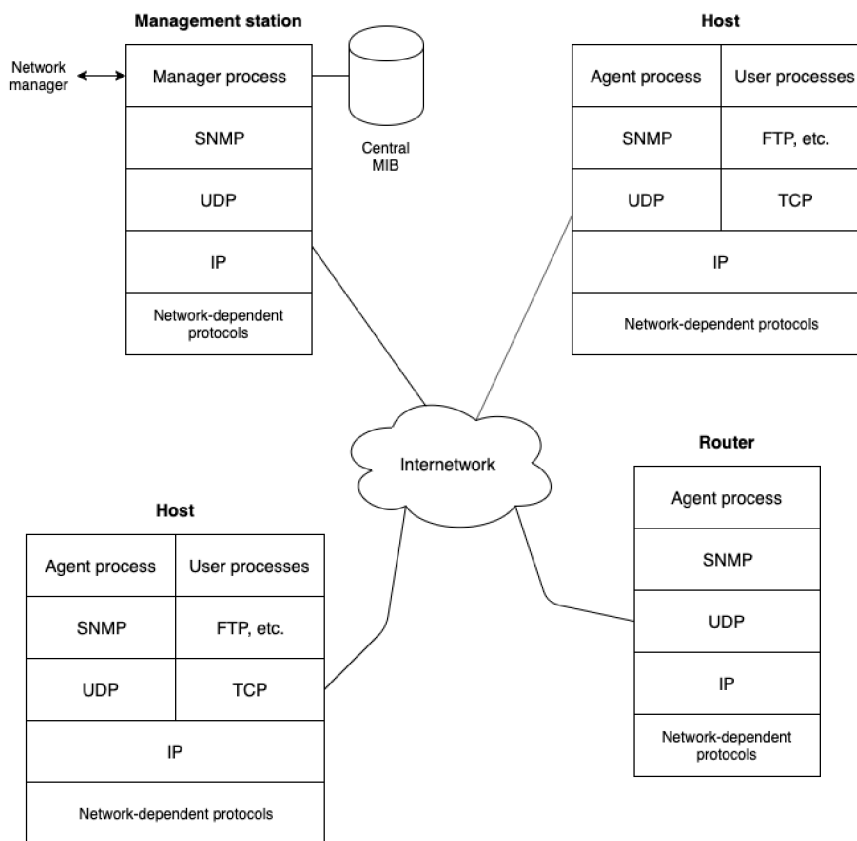 Management station
Network
manager
Manager process
SNMP
UDP
IP
Network-dependent
protocols
Central
MIB
Host
Agent process
User processes
SNMP
FTP, etc.
UDP
TCP
IP
Network-dependent protocols
Internetwork
Router
Agent process
SNMP
UDP
IP
Network-dependent
protocols
Host
Agent process
User processes
SNMP
FTP, etc.
UDP
TCP
IP
Network-dependent protocols